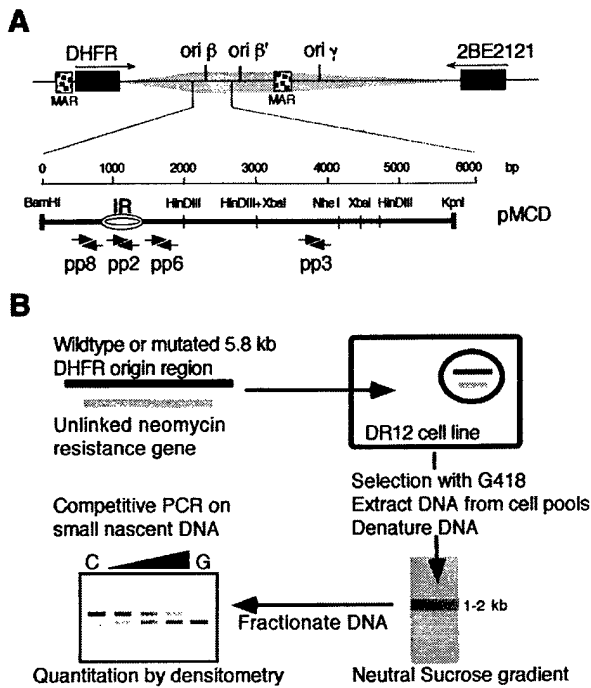 A
DHFR
ori β
ori β'
ori γ
2BE2121
MAR
MAR
0 1000 2000 3000 4000 5000 6000 bp
BamHI
IR
HinDIII
HinDIII+XbaI
NheI
XbaI
HinDIII
KpnI
pMCD
pp8
pp2
pp6
pp3
B
Wildtype or mutated 5.8 kb
DHFR origin region
Unlinked neomycin
resistance gene
DR12 cell line
Selection with G418
Extract DNA from cell pools
Denature DNA
Competitive PCR on
small nascent DNA
C
G
1-2 kb
Fractionate DNA
Quantitation by densitometry
Neutral Sucrose gradient